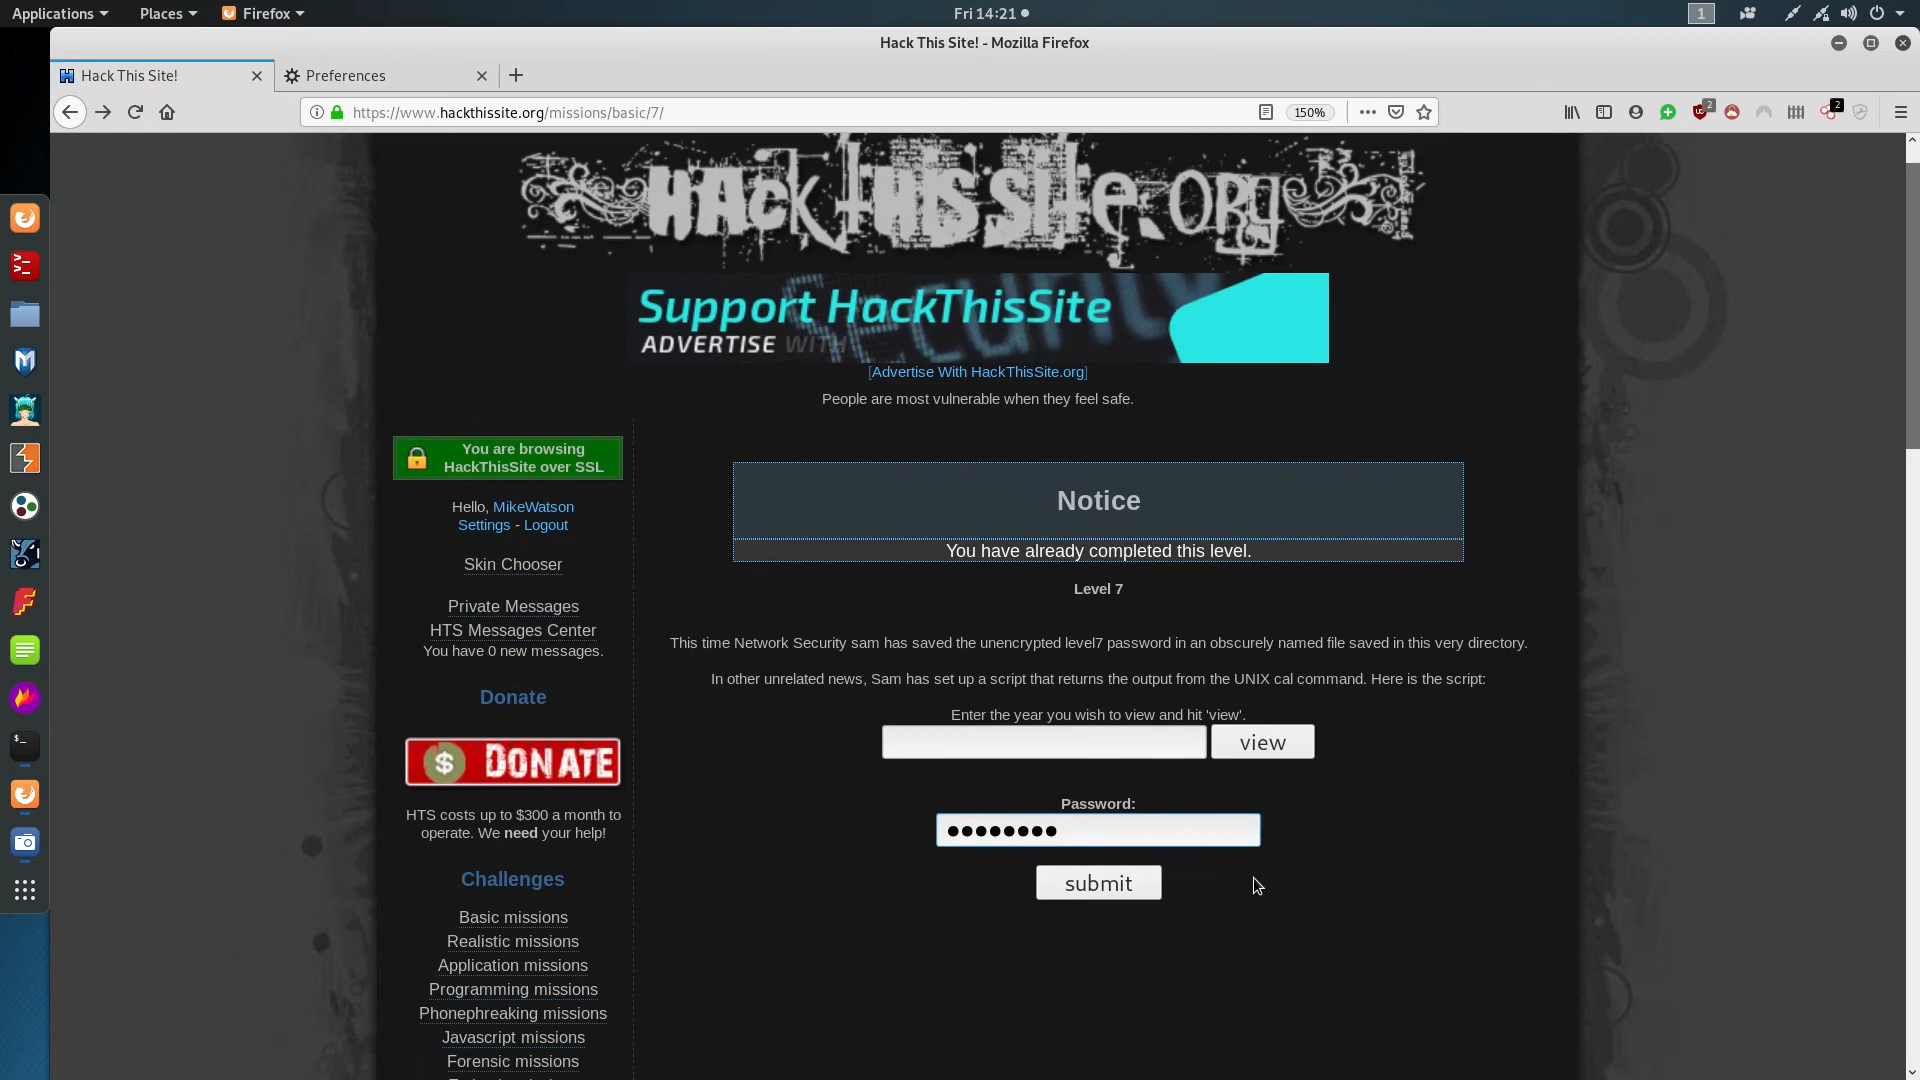 Applications
Places
Firefox
Fri 14:21
1
Hack This Site! - Mozilla Firefox
Hack This Site!
Preferences
https://www.hackthissite.org/missions/basic/7/
150%
2
2
HAck tHIS SIte.ORg
Support HackThisSite
ADVERTISE WITH
[Advertise With HackThisSite.org]
People are most vulnerable when they feel safe.
You are browsing
HackThisSite over SSL
Hello, MikeWatson
Settings - Logout
Skin Chooser
Private Messages
HTS Messages Center
You have 0 new messages.
Donate
$ DONATE
HTS costs up to $300 a month to
operate. We need your help!
Challenges
Basic missions
Realistic missions
Application missions
Programming missions
Phonephreaking missions
Javascript missions
Forensic missions
Notice
You have already completed this level.
Level 7
This time Network Security sam has saved the unencrypted level7 password in an obscurely named file saved in this very directory.
In other unrelated news, Sam has set up a script that returns the output from the UNIX cal command. Here is the script:
Enter the year you wish to view and hit 'view'.
view
Password:
submit